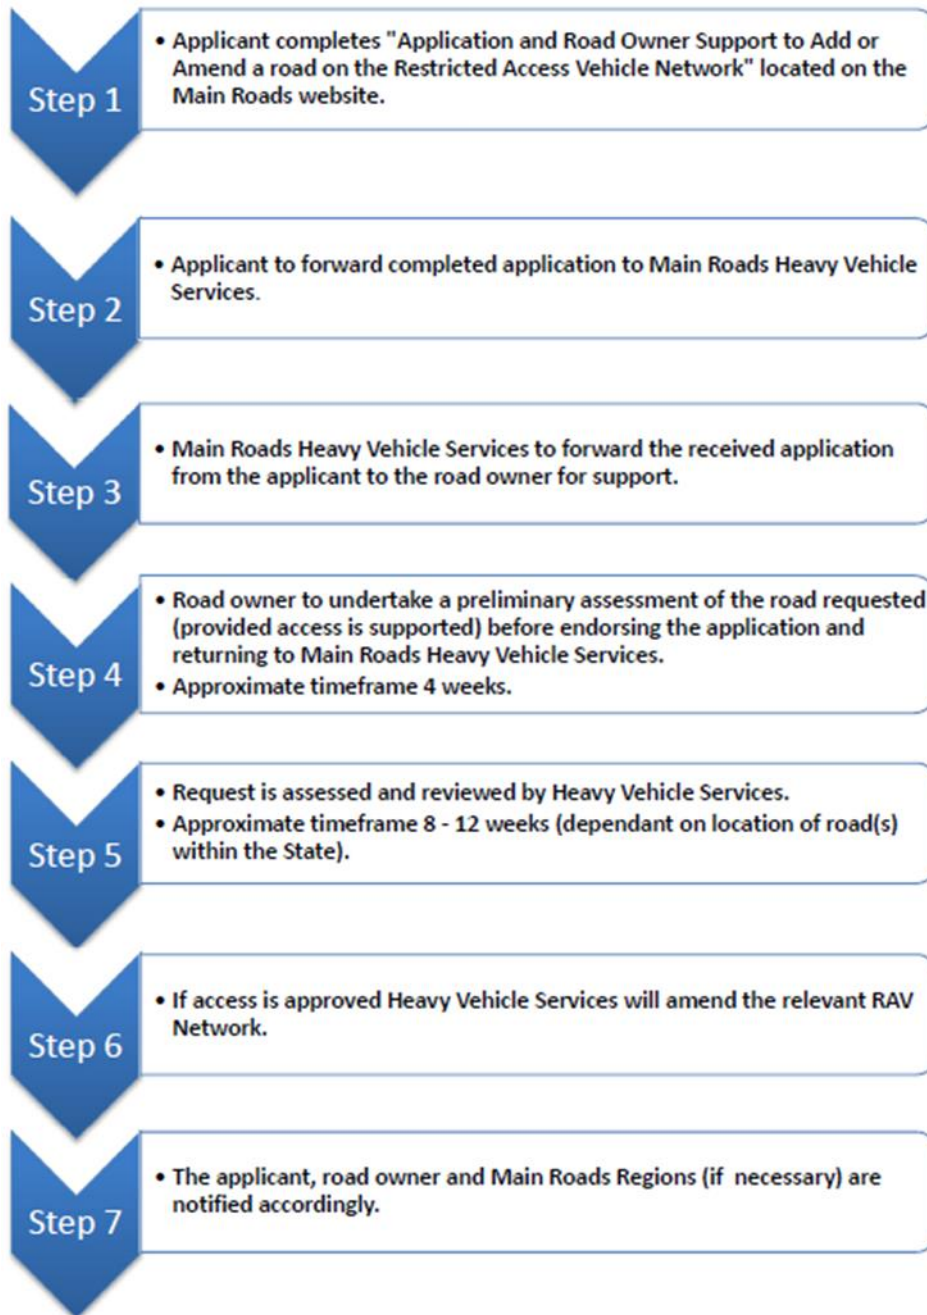 Step 1
• Applicant completes "Application and Road Owner Support to Add or
Amend a road on the Restricted Access Vehicle Network" located on the
Main Roads website.
Step 2
• Applicant to forward completed application to Main Roads Heavy Vehicle
Services.
Step 3
• Main Roads Heavy Vehicle Services to forward the received application
from the applicant to the road owner for support.
Step 4
• Road owner to undertake a preliminary assessment of the road requested
(provided access is supported) before endorsing the application and
returning to Main Roads Heavy Vehicle Services.
• Approximate timeframe 4 weeks.
Step 5
• Request is assessed and reviewed by Heavy Vehicle Services.
• Approximate timeframe 8 - 12 weeks (dependant on location of road(s)
within the State).
Step 6
• If access is approved Heavy Vehicle Services will amend the relevant RAV
Network.
Step 7
• The applicant, road owner and Main Roads Regions (if necessary) are
notified accordingly.